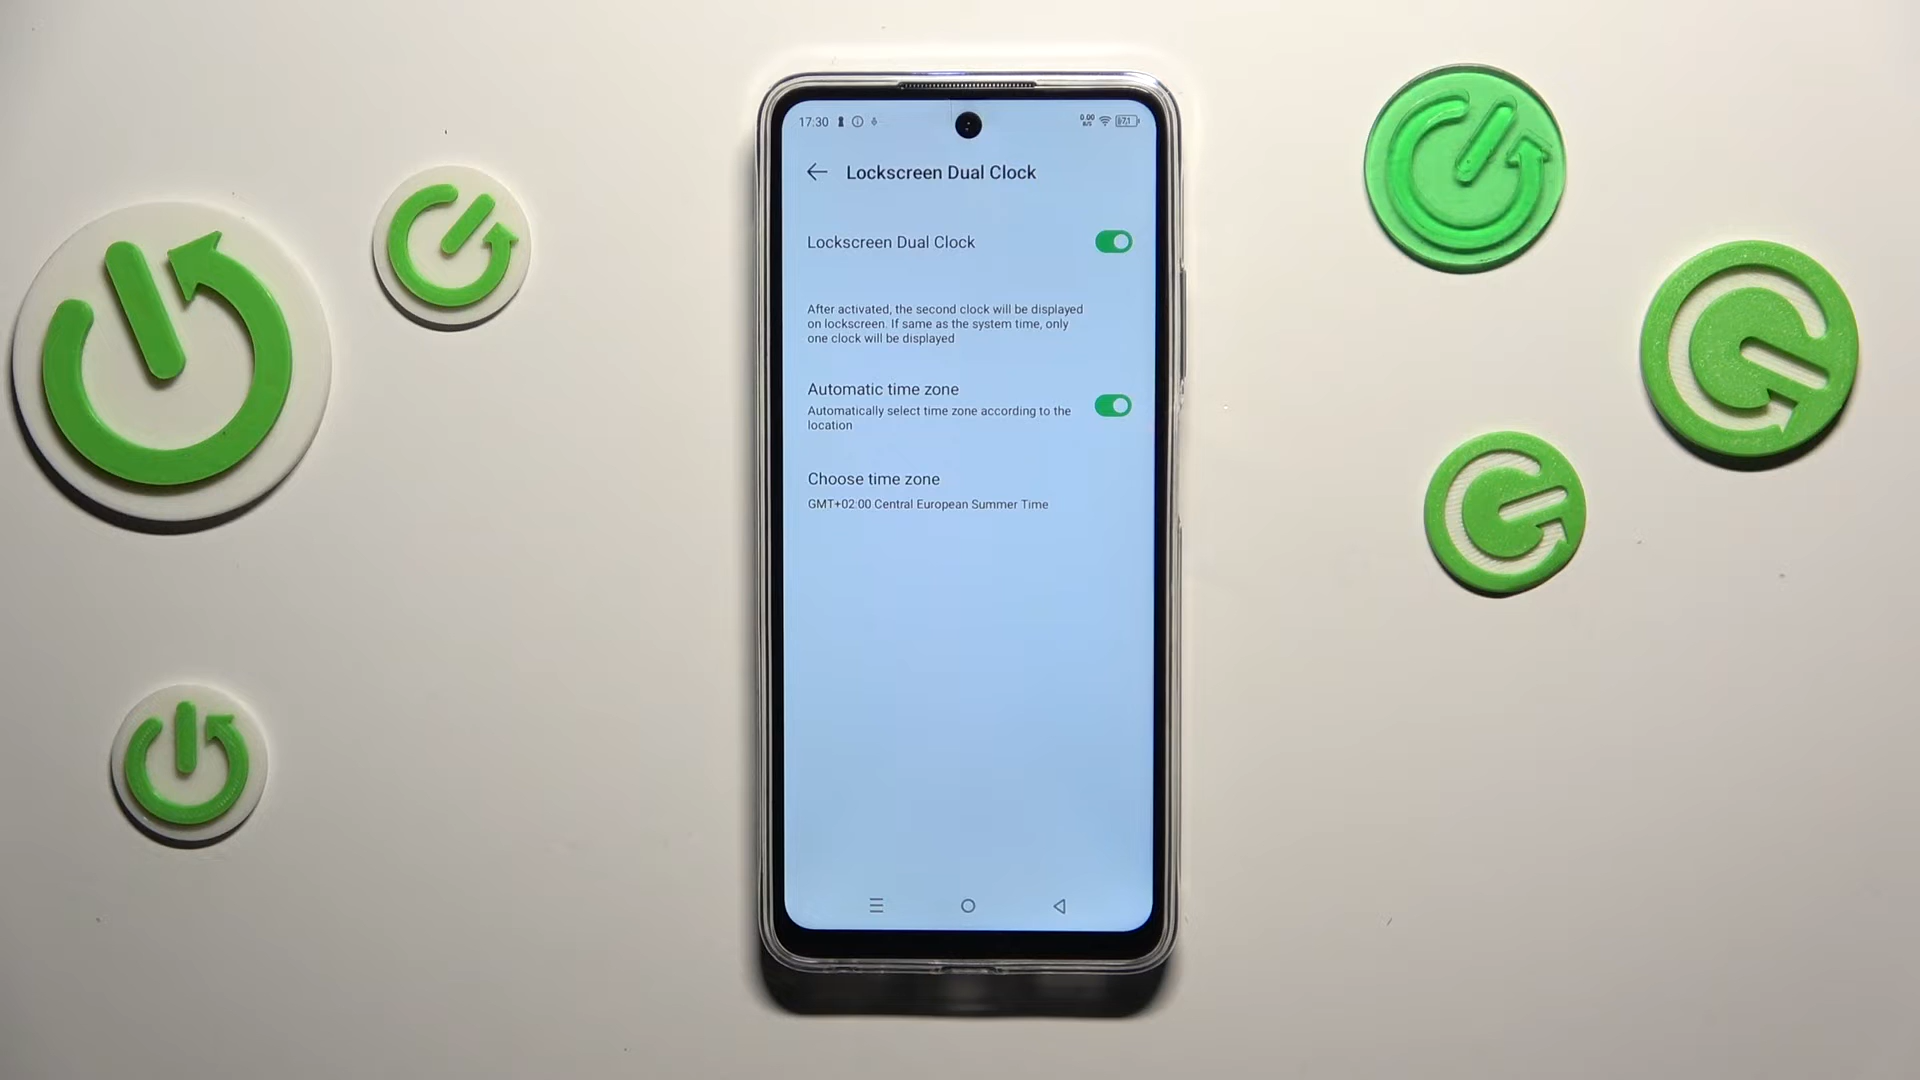 17:30
0.00
Lockscreen Dual Clock
Lockscreen Dual Clock
After activated, the second clock will be displayed
on lockscreen. If same as the system time, only
one clock will be displayed
Automatic time zone
Automatically select time zone according to the
location
Choose time zone
GMT+02:00 Central European Summer Time